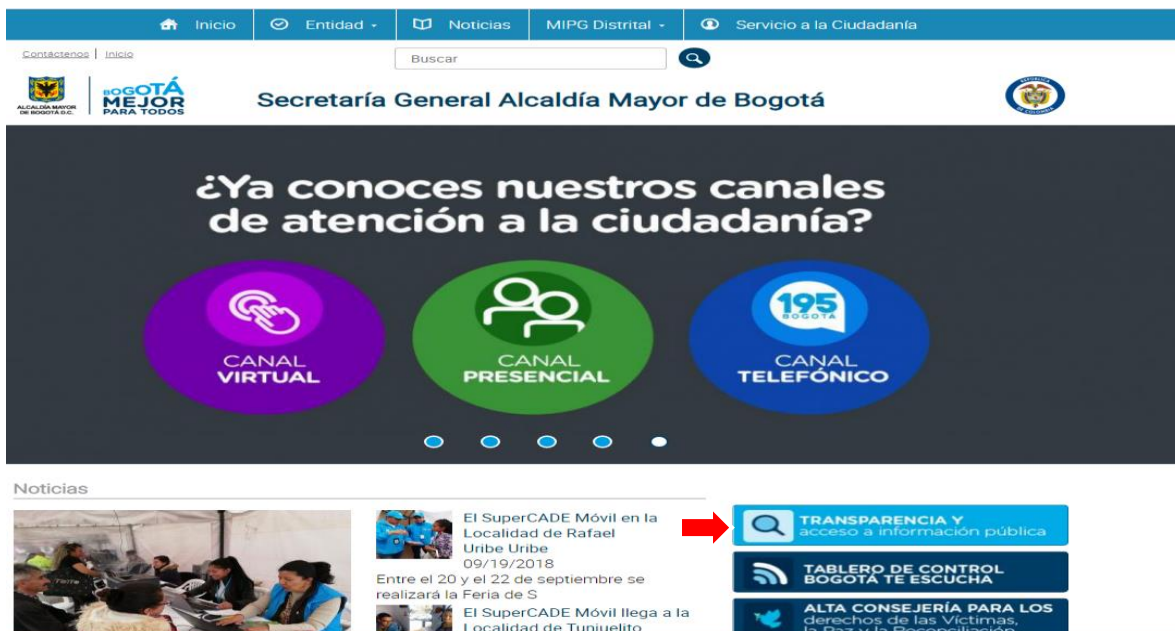 Inicio
Entidad
Noticias
MIPG Distrital
Servicio a la Ciudadanía
Contáctenos | Inicio
Buscar
ALCALDÍA MAYOR
DE BOGOTÁ D.C.
BOGOTÁ
MEJOR
PARA TODOS
Secretaría General Alcaldía Mayor de Bogotá
¿Ya conoces nuestros canales
de atención a la ciudadanía?
CANAL
VIRTUAL
CANAL
PRESENCIAL
195
BOGOTÁ
CANAL
TELEFÓNICO
Noticias
El SuperCADE Móvil en la
Localidad de Rafael
Uribe Uribe
09/19/2018
Entre el 20 y el 22 de septiembre se
realizará la Feria de S
El SuperCADE Móvil llega a la
Localidad de Tunjuelito
TRANSPARENCIA Y
acceso a información pública
TABLERO DE CONTROL
BOGOTÁ TE ESCUCHA
ALTA CONSEJERÍA PARA LOS
derechos de las Víctimas,
la Paz y la Reconciliación